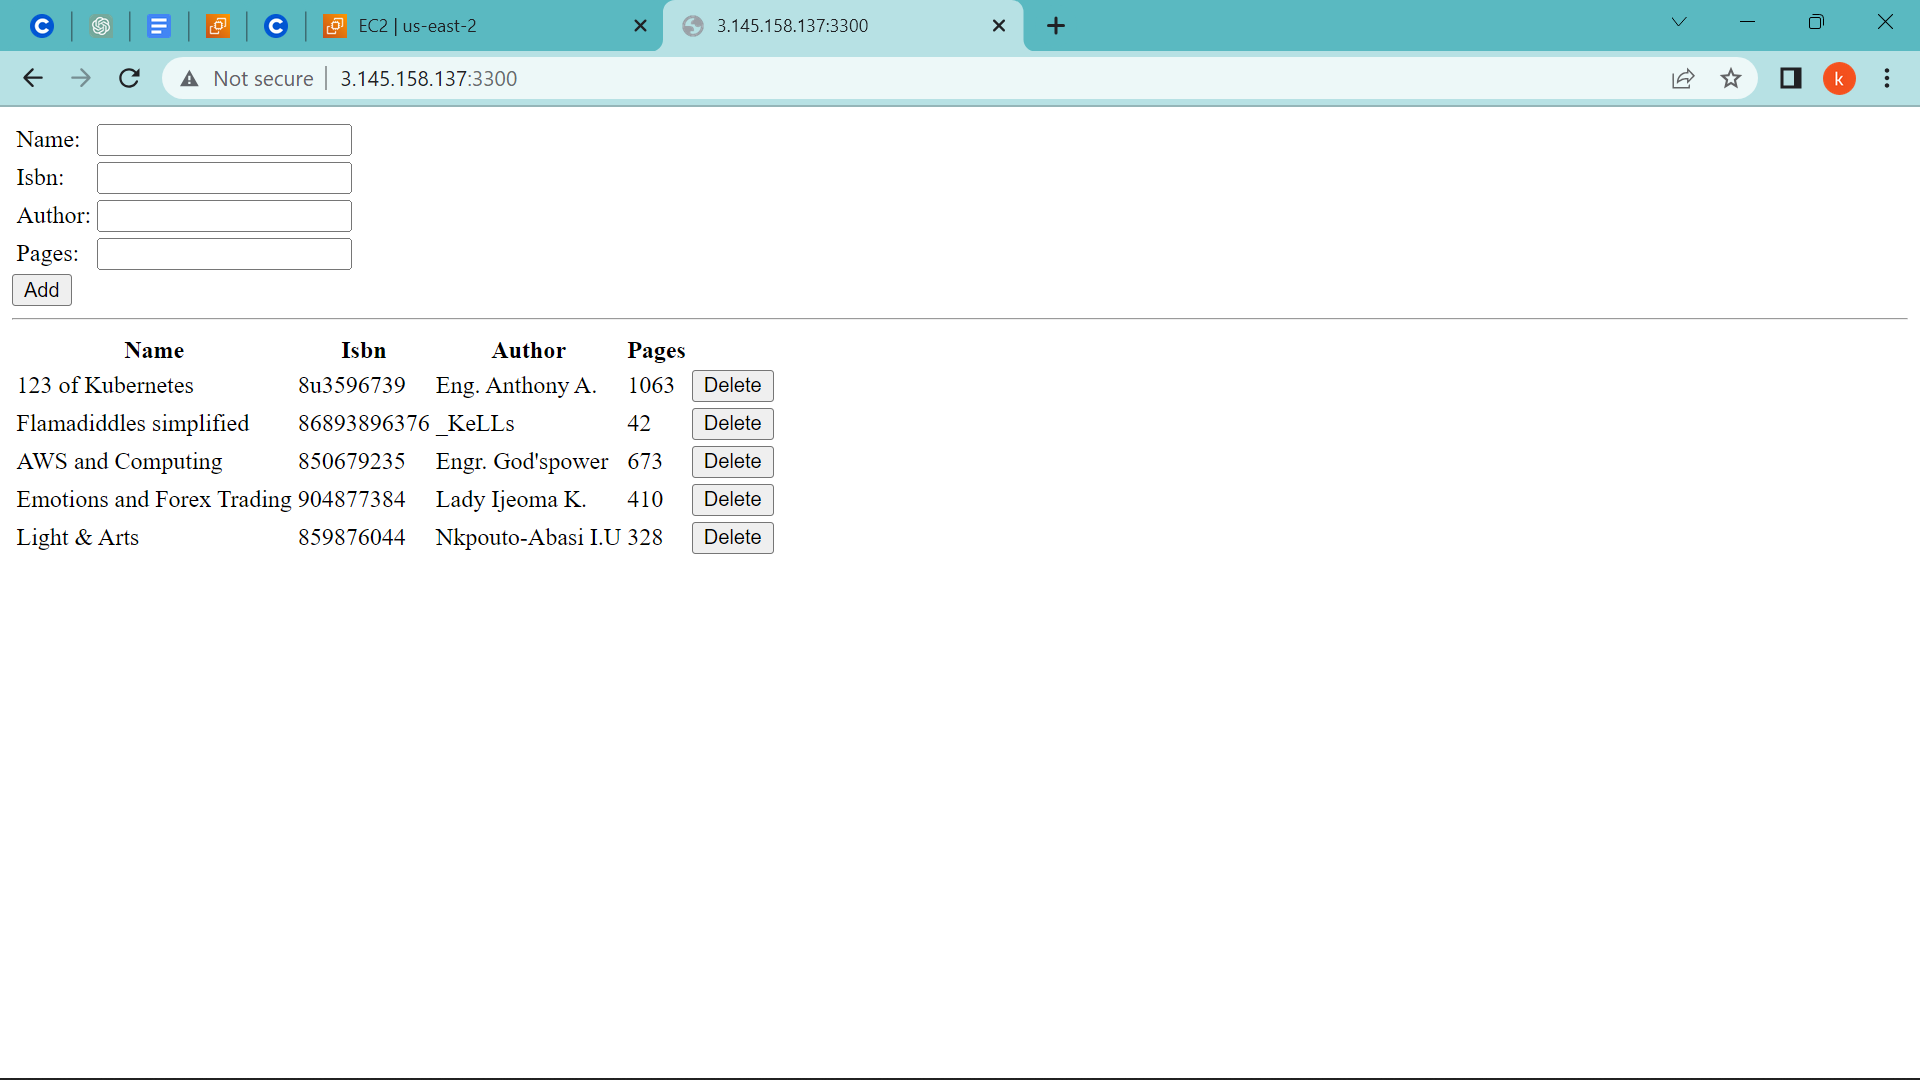 EC2 | us-east-2
3.145.158.137:3300
Not secure 3.145.158.137:3300
k
Name:
Isbn:
Author:
Pages:
Add
Name Isbn Author Pages
123 of Kubernetes 8u3596739 Eng. Anthony A. 1063 Delete
Flamadiddles simplified 86893896376 _KeLLs 42 Delete
AWS and Computing 850679235 Engr. God'spower 673 Delete
Emotions and Forex Trading 904877384 Lady Ijeoma K. 410 Delete
Light & Arts 859876044 Nkpouto-Abasi I.U 328 Delete